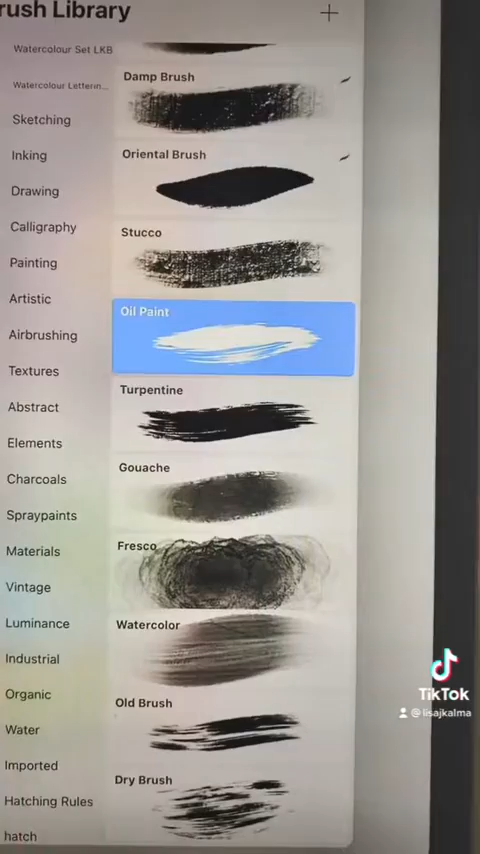 rush Library
+
Watercolour Set LKB
Watercolour Letterin...
Sketching
Inking
Drawing
Calligraphy
Painting
Artistic
Airbrushing
Textures
Abstract
Elements
Charcoals
Spraypaints
Materials
Vintage
Luminance
Industrial
Organic
Water
Imported
Hatching Rules
hatch
Damp Brush
Oriental Brush
Stucco
Oil Paint
Turpentine
Gouache
Fresco
Watercolor
Old Brush
Dry Brush
TikTok
@lisajkalma